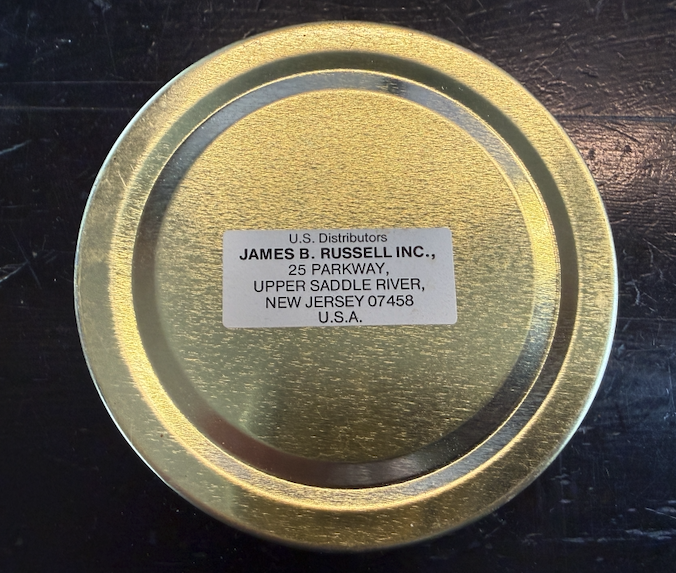 U.S. Distributors
JAMES B. RUSSELL INC.,
25 PARKWAY,
UPPER SADDLE RIVER,
NEW JERSEY 07458
U.S.A.